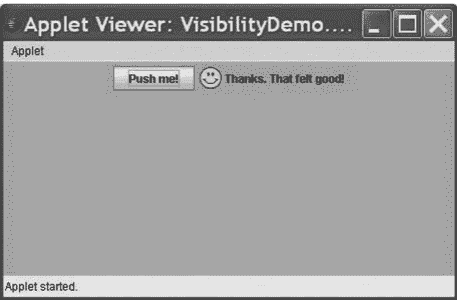 Applet Viewer: VisibilityDemo....
Applet
Push me! Thanks. That felt good!
Applet started.